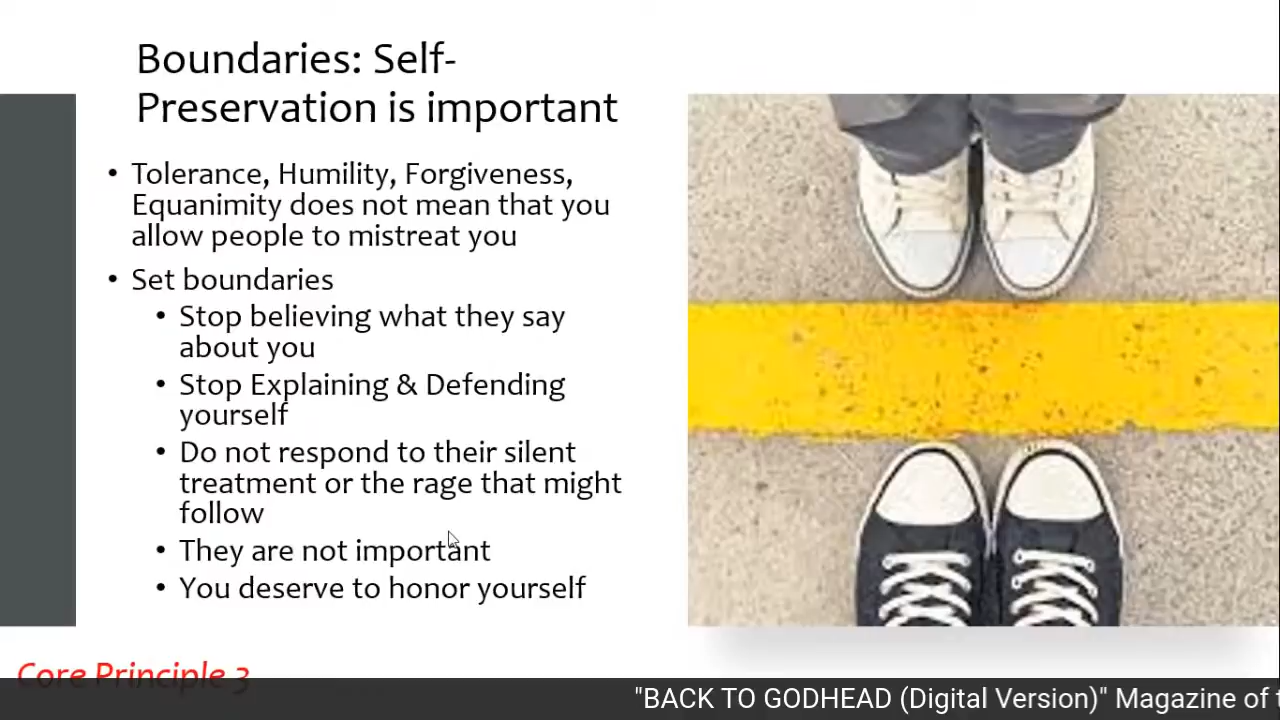 Boundaries: Self-
Preservation is important
• Tolerance, Humility, Forgiveness,
Equanimity does not mean that you
allow people to mistreat you
• Set boundaries
• Stop believing what they say
about you
• Stop Explaining & Defending
yourself
• Do not respond to their silent
treatment or the rage that might
follow
• They are not important
• You deserve to honor yourself
Core Principle 3
"BACK TO GODHEAD (Digital Version)" Magazine of